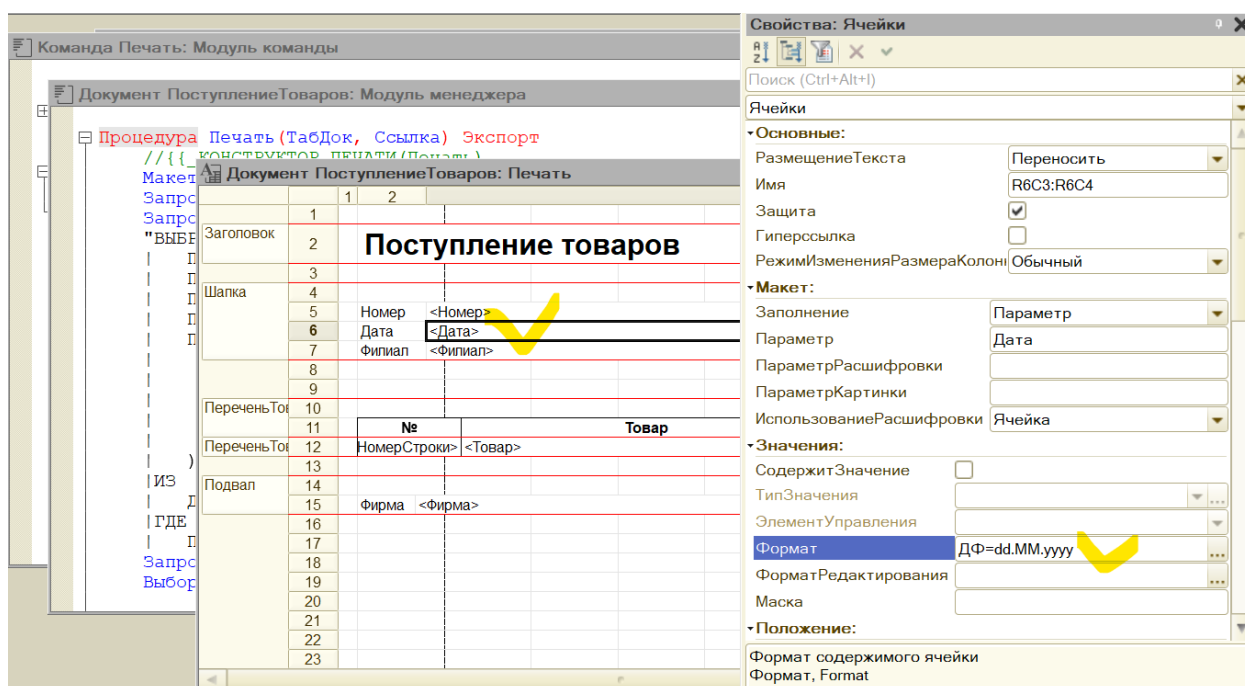 Команда Печать: Модуль команды
Документ ПоступлениеТоваров: Модуль менеджера
Процедура Печать(ТабДок, Ссылка) Экспорт
//{{_КОНСТРУКТОР_ПЕЧАТИ(Печать)
Макет
Запро
Запро
"ВЫБР
|ИЗ
|ГДЕ
Запро
Выбор
Документ ПоступлениеТоваров: Печать
1 2
1
Заголовок 2 Поступление товаров
3
Шапка 4
5 Номер <Номер>
6 Дата <Дата>
7 Филиал <Филиал>
8
9
ПереченьТов 10
11 № Товар
ПереченьТов 12 НомерСтроки> <Товар>
13
Подвал 14
15 Фирма <Фирма>
16
17
18
19
20
21
22
23
Свойства: Ячейки
Поиск (Ctrl+Alt+I)
Ячейки
Основные:
РазмещениеТекста Переносить
Имя R6C3:R6C4
Защита
Гиперссылка
РежимИзмененияРазмераКолонк Обычный
Макет:
Заполнение Параметр
Параметр Дата
ПараметрРасшифровки
ПараметрКартинки
ИспользованиеРасшифровки Ячейка
Значения:
СодержитЗначение
ТипЗначения
ЭлементУправления
Формат ДФ=dd.MM.yyyy
ФорматРедактирования
Маска
Положение:
Формат содержимого ячейки
Формат, Format